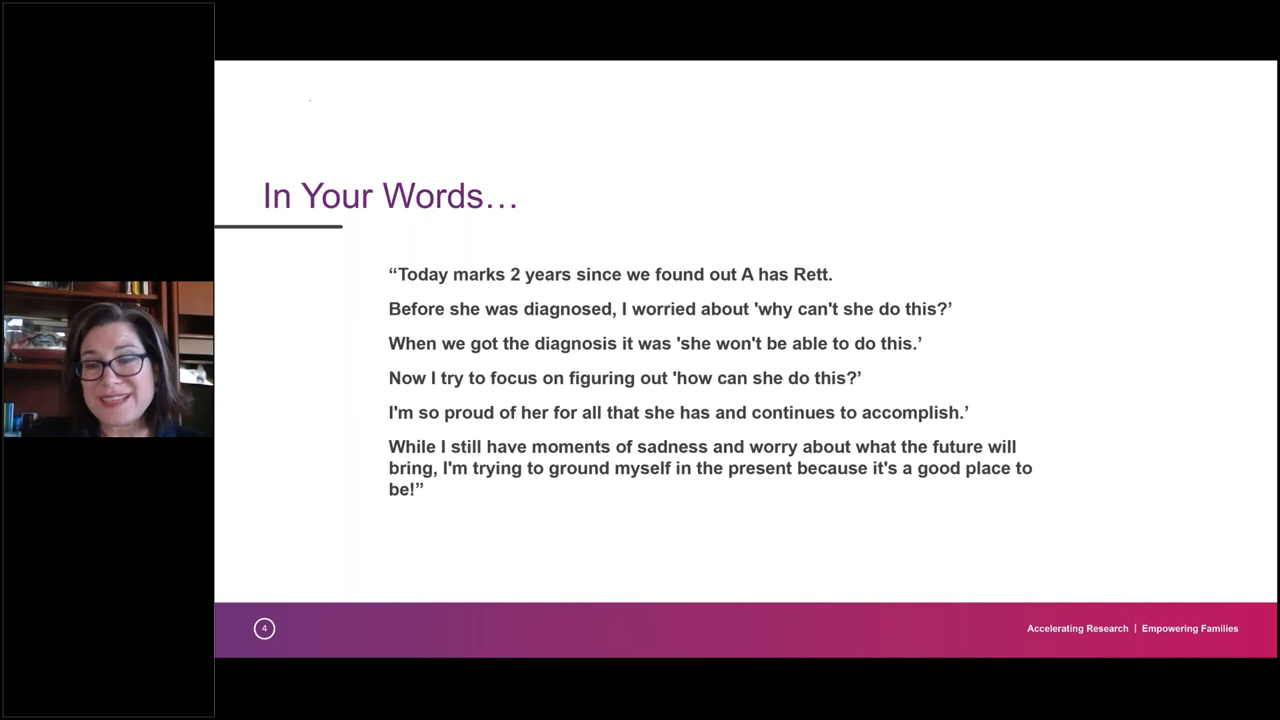 In Your Words…
“Today marks 2 years since we found out A has Rett.
Before she was diagnosed, I worried about 'why can't she do this?’
When we got the diagnosis it was 'she won't be able to do this.’
Now I try to focus on figuring out 'how can she do this?’
I'm so proud of her for all that she has and continues to accomplish.’
While I still have moments of sadness and worry about what the future will
bring, I'm trying to ground myself in the present because it's a good place to
be!”
4
Accelerating Research | Empowering Families